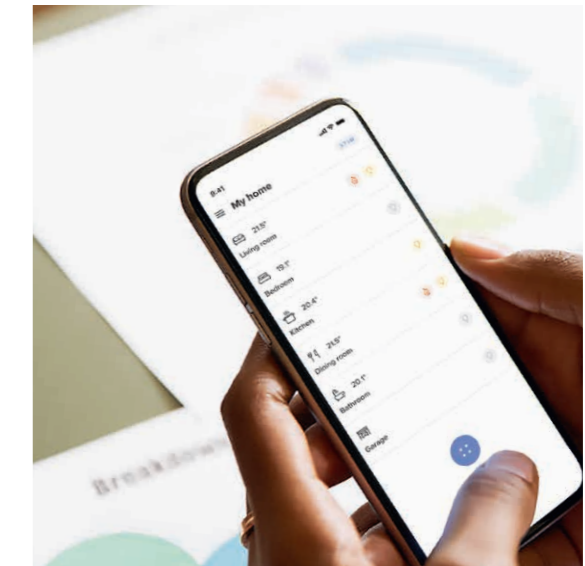 9:41
My home
21.5°
Living room
19.1°
Bedroom
20.4°
Kitchen
21.5°
Dining room
20.1°
Bathroom
Garage
Breakdown